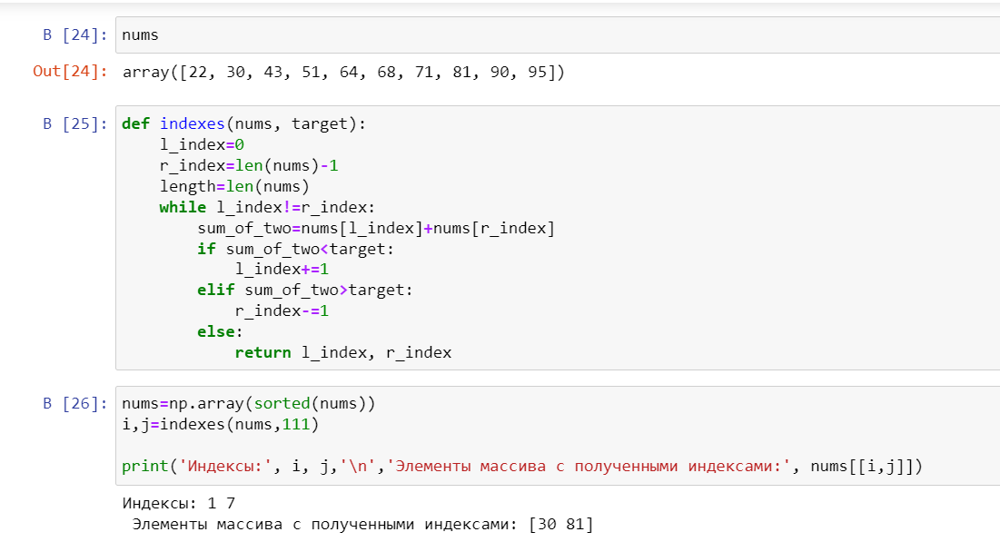 B [24]: nums
Out[24]: array([22, 30, 43, 51, 64, 68, 71, 81, 90, 95])
B [25]: def indexes(nums, target):
    l_index=0
    r_index=len(nums)-1
    length=len(nums)
    while l_index!=r_index:
        sum_of_two=nums[l_index]+nums[r_index]
        if sum_of_two<target:
            l_index+=1
        elif sum_of_two>target:
            r_index-=1
        else:
            return l_index, r_index
B [26]: nums=np.array(sorted(nums))
i,j=indexes(nums,111)
print('Индексы:', i, j,'\n','Элементы массива с полученными индексами:', nums[[i,j]])
Индексы: 1 7
 Элементы массива с полученными индексами: [30 81]